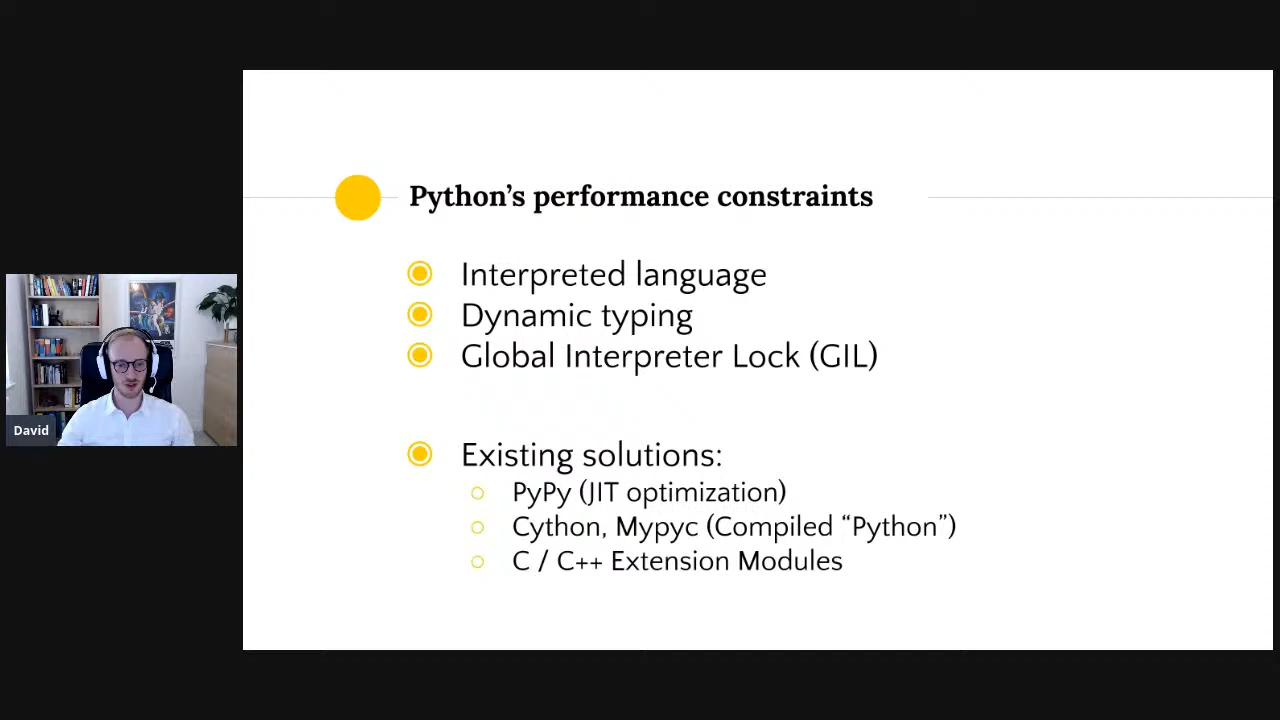 Python’s performance constraints
Interpreted language
Dynamic typing
Global Interpreter Lock (GIL)
Existing solutions:
PyPy (JIT optimization)
Cython, Mypyc (Compiled “Python”)
C / C++ Extension Modules
David